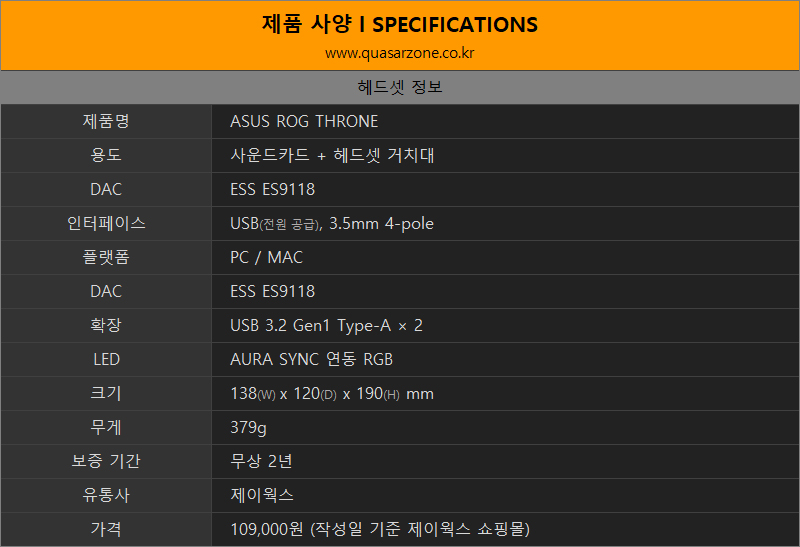 제품 사양 l SPECIFICATIONS
www.quasarzone.co.kr
헤드셋 정보
제품명 ASUS ROG THRONE
용도 사운드카드 + 헤드셋 거치대
DAC ESS ES9118
인터페이스 USB(전원 공급), 3.5mm 4-pole
플랫폼 PC / MAC
DAC ESS ES9118
확장 USB 3.2 Gen1 Type-A × 2
LED AURA SYNC 연동 RGB
크기 138(W) x 120(D) x 190(H) mm
무게 379g
보증 기간 무상 2년
유통사 제이웍스
가격 109,000원 (작성일 기준 제이웍스 쇼핑몰)